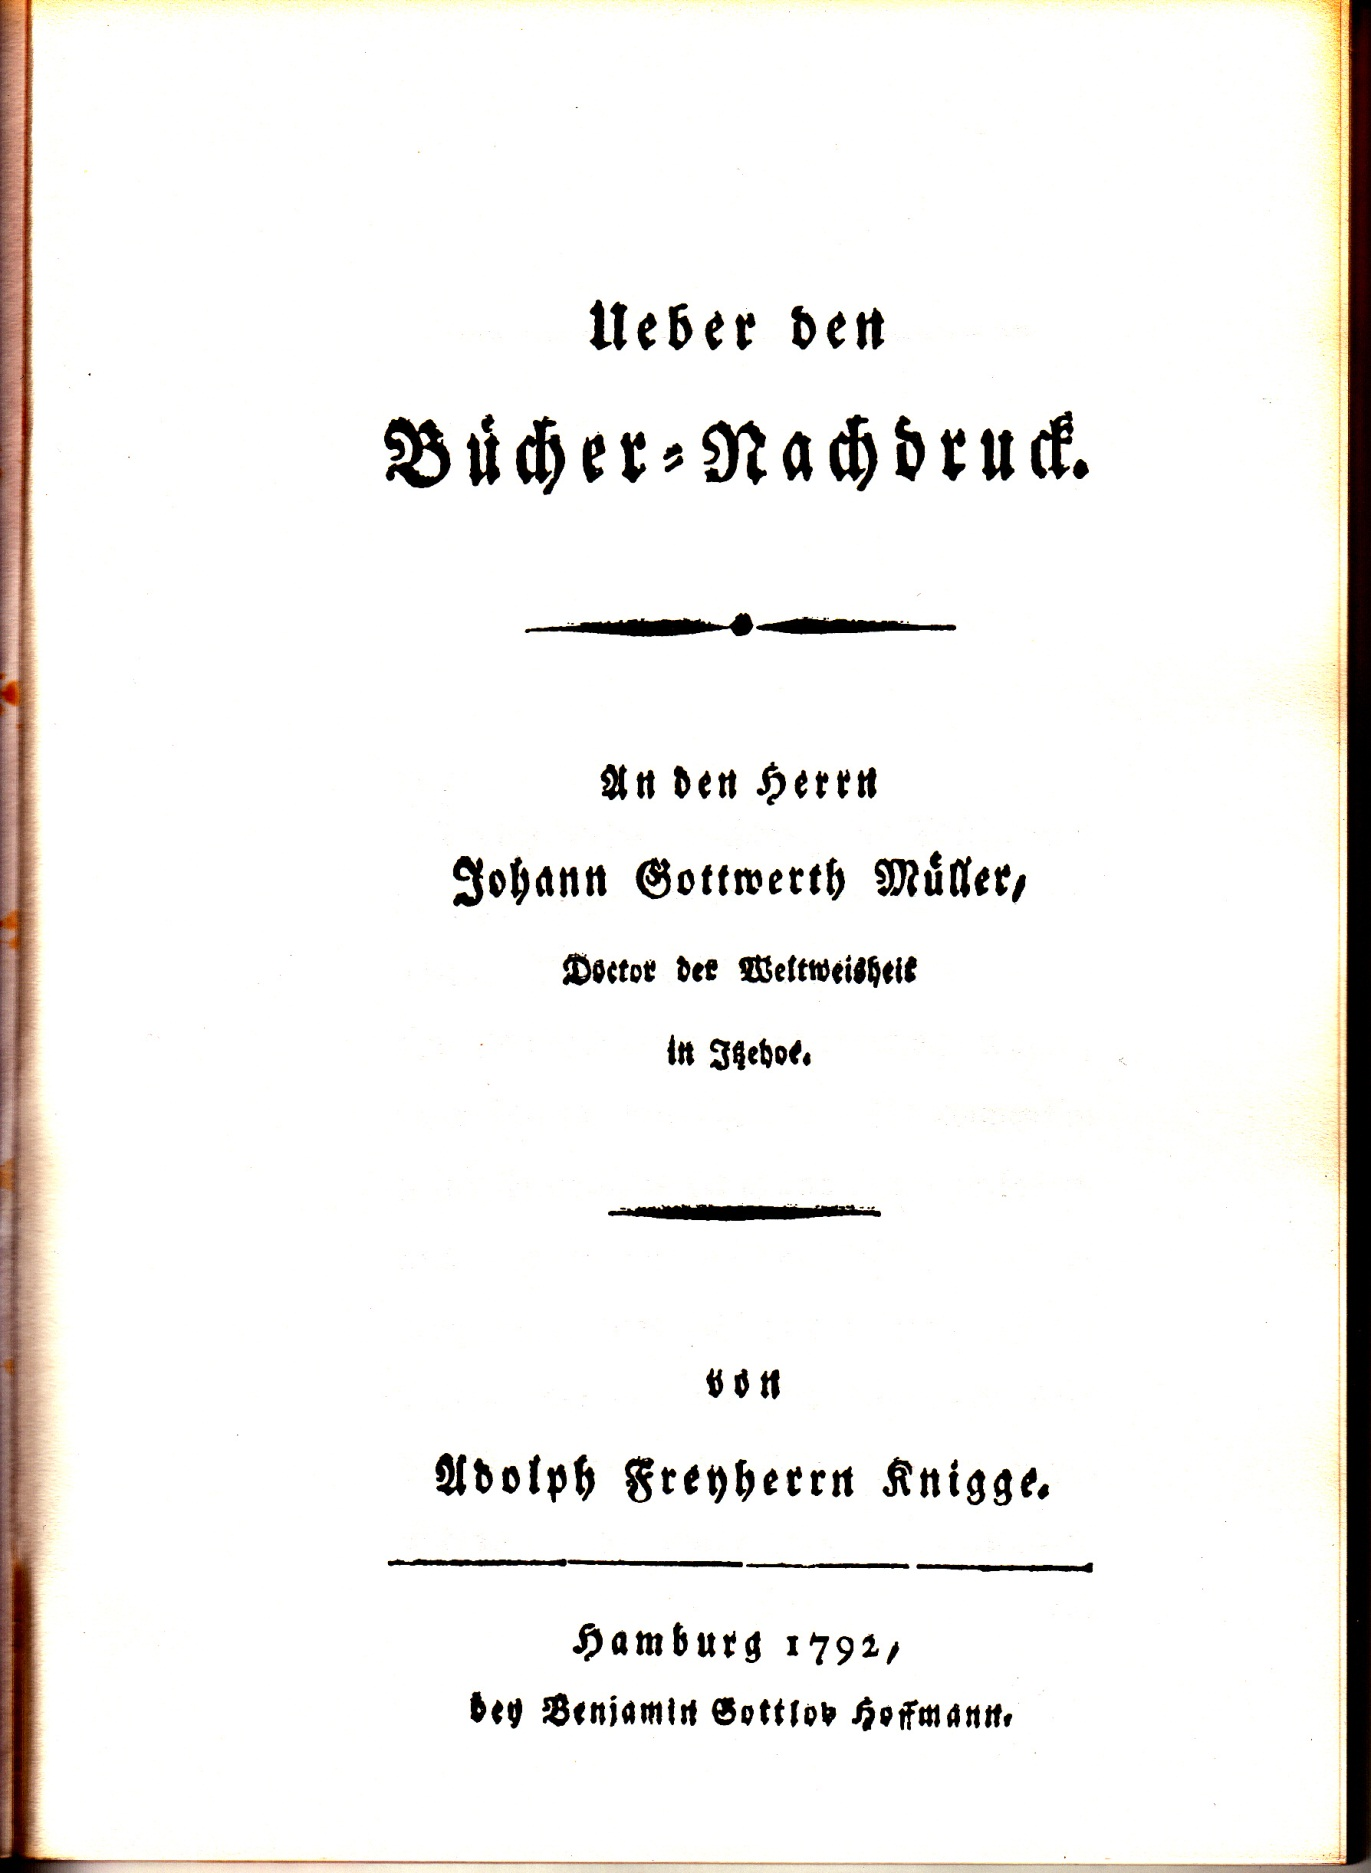 Ueber den
Bücher-Nachdruck.
An den Herrn
Johann Gottwerth Müller,
Doctor der Weltweisheit
in Itzehoe.
von
Adolph Freyherrn Knigge.
Hamburg 1792,
bey Benjamin Gottlob Hoffmann.